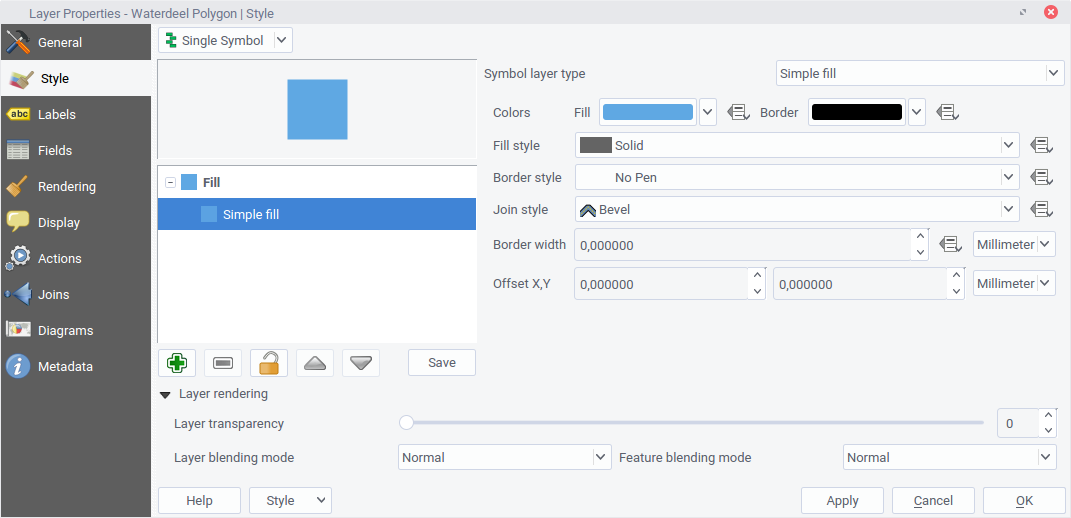 Layer Properties - Waterdeel Polygon | Style
General
Style
Labels
Fields
Rendering
Display
Actions
Joins
Diagrams
Metadata
abc
Single Symbol
Fill
Simple fill
Save
Symbol layer type
Simple fill
Colors Fill Border
Fill style Solid
Border style No Pen
Join style Bevel
Border width 0,000000 Millimeter
Offset X,Y 0,000000 0,000000 Millimeter
Layer rendering
Layer transparency 0
Layer blending mode Normal Feature blending mode Normal
Help Style Apply Cancel OK